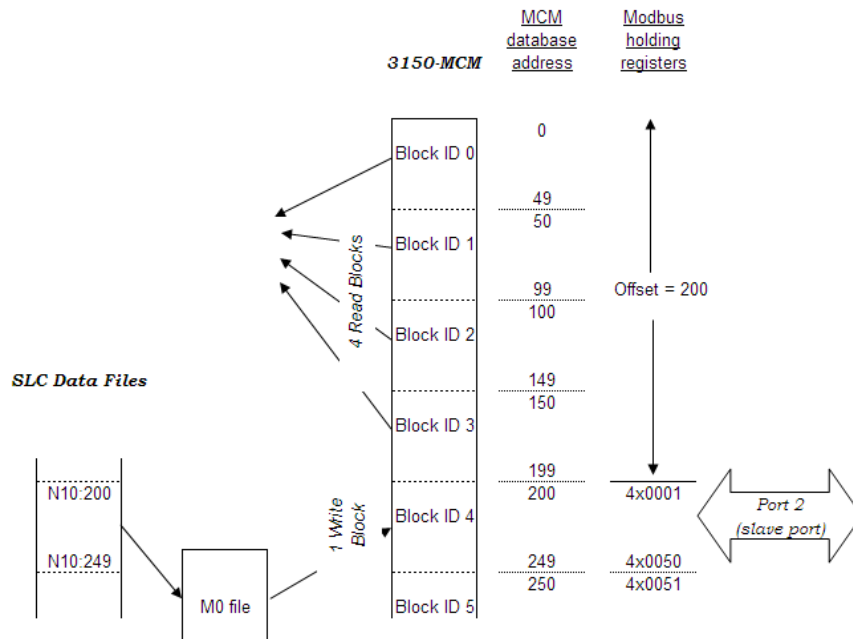 MCM
database
address
Modbus
holding
registers
3150-MCM
0
Block ID 0
49
50
Block ID 1
4 Read Blocks
99
100
Offset = 200
Block ID 2
149
150
SLC Data Files
Block ID 3
199
N10:200
200
4x0001
Block ID 4
1 Write
Block
Port 2
(slave port)
N10:249
249
4x0050
250
4x0051
M0 file
Block ID 5